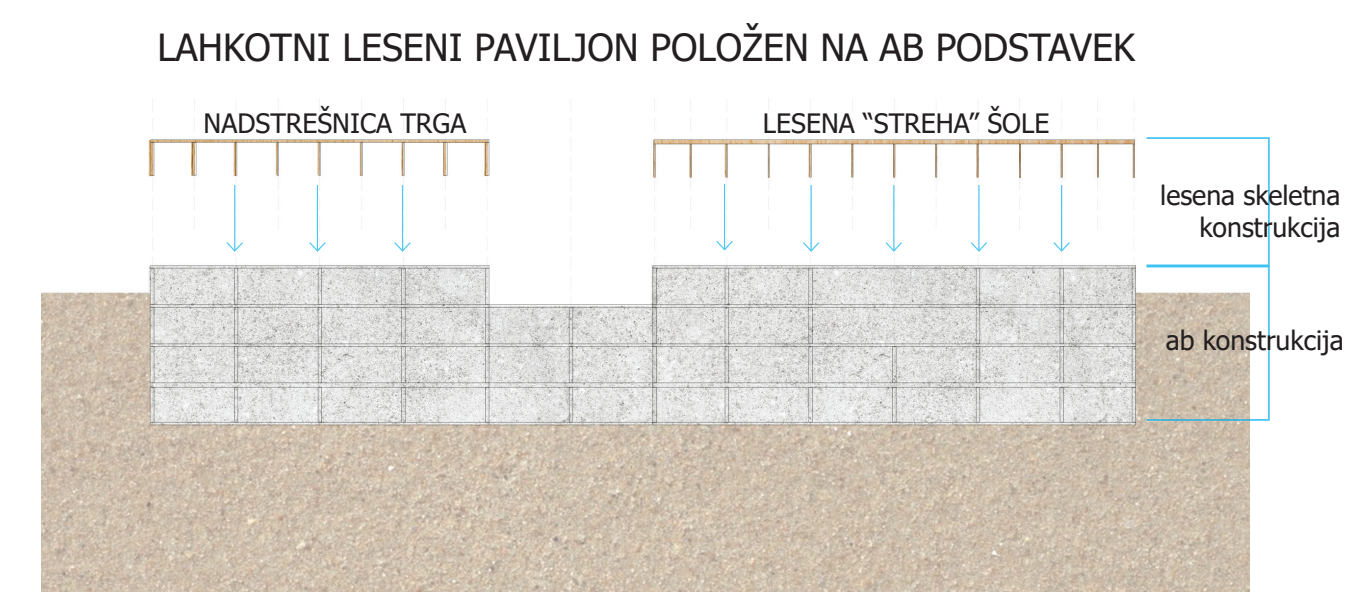 LAHKOTNI LESENI PAVILJON POLOŽEN NA AB PODSTAVEK
NADSTREŠNICA TRGA
LESENA “STREHA” ŠOLE
lesena skeletna
konstrukcija
ab konstrukcija